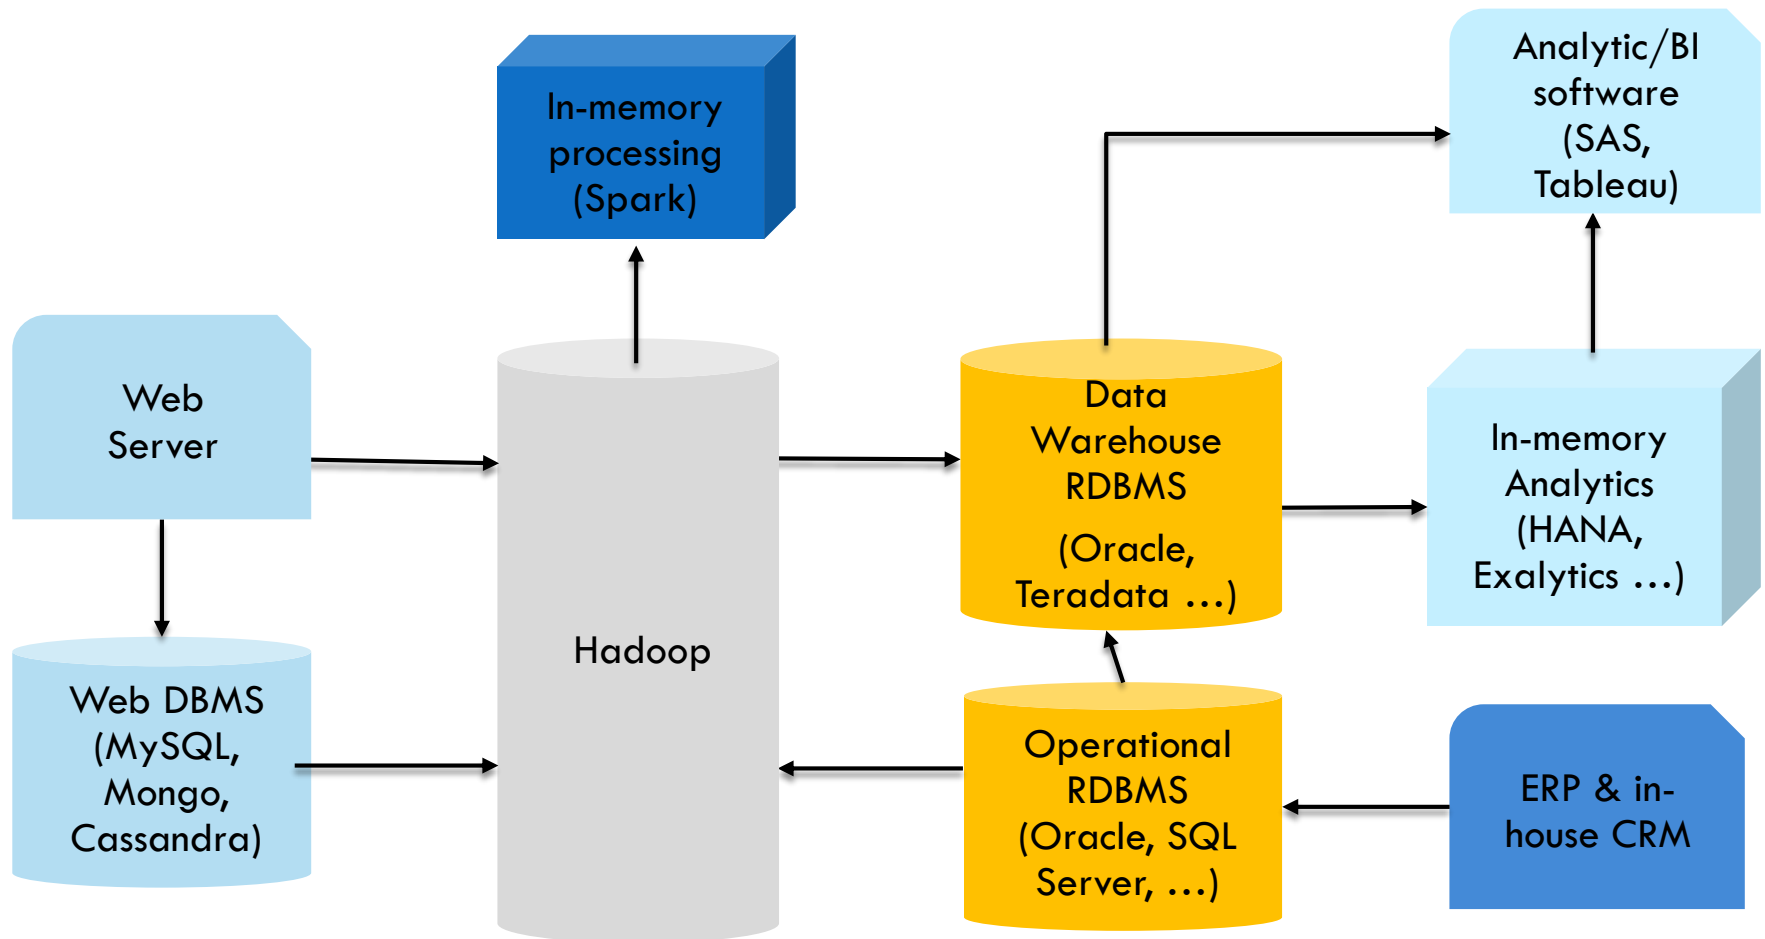 In-memory
processing
(Spark)
Analytic/BI
software
(SAS,
Tableau)
Web
Server
Data
Warehouse
RDBMS
(Oracle,
Teradata ...)
In-memory
Analytics
(HANA,
Exalytics ...)
Hadoop
Web DBMS
(MySQL,
Mongo,
Cassandra)
Operational
RDBMS
(Oracle, SQL
Server, ...)
ERP & in-
house CRM